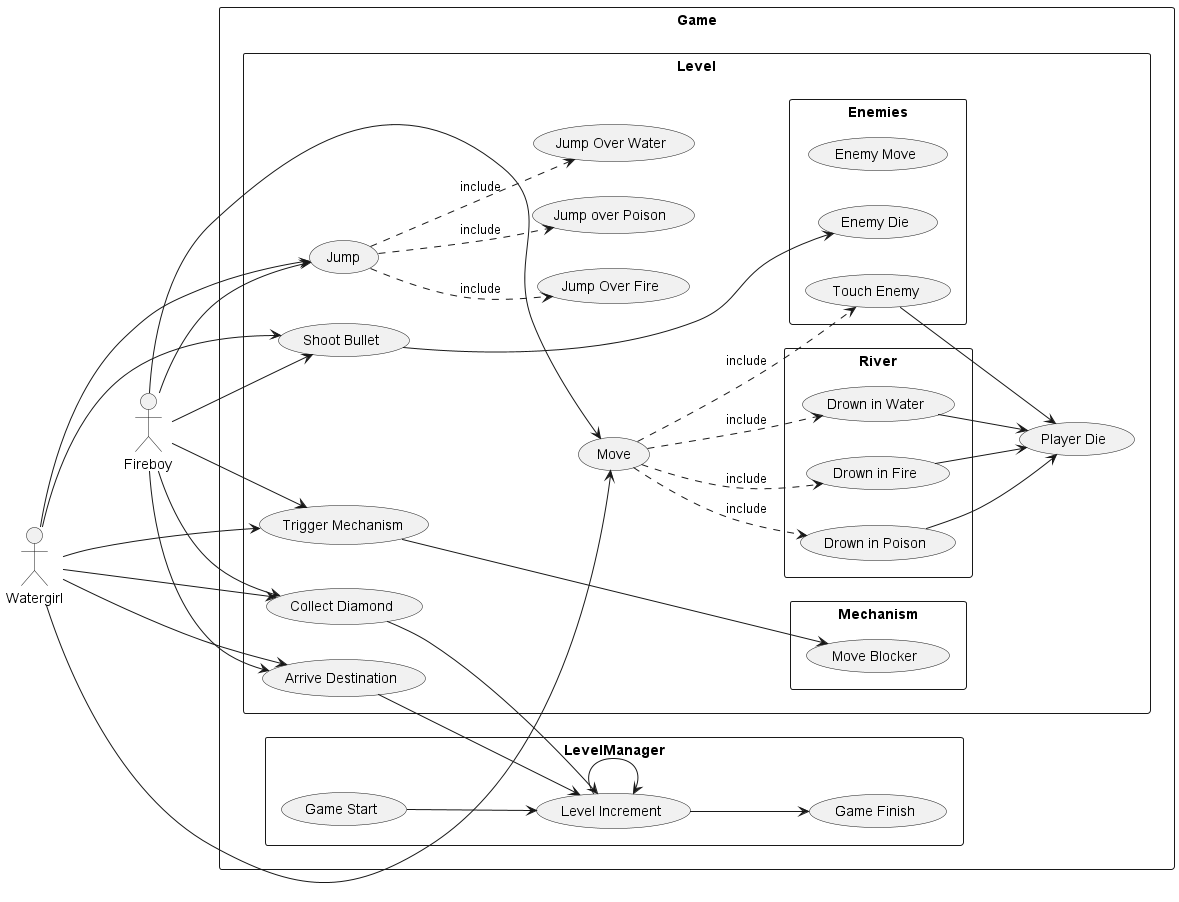 Game
Level
Enemies
Jump Over Water
Enemy Move
include
Jump over Poison
Enemy Die
include
Jump
Jump Over Fire
include
Touch Enemy
Shoot Bullet
include
River
Drown in Water
include
Player Die
Move
Fireboy
Drown in Fire
include
include
Trigger Mechanism
Drown in Poison
Watergirl
Collect Diamond
Mechanism
Move Blocker
Arrive Destination
LevelManager
Game Start
Level Increment
Game Finish